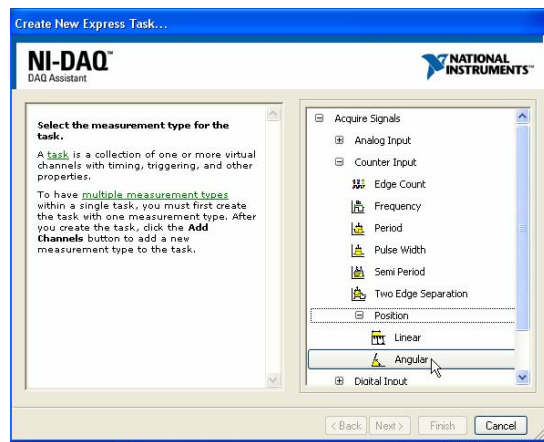 Create New Express Task...
NI-DAQ™
DAQ Assistant
NATIONAL
INSTRUMENTS™
Select the measurement type for the
task.
A task is a collection of one or more virtual
channels with timing, triggering, and other
properties.
To have multiple measurement types
within a single task, you must first create
the task with one measurement type. After
you create the task, click the Add
Channels button to add a new
measurement type to the task.
Acquire Signals
Analog Input
Counter Input
Edge Count
Frequency
Period
Pulse Width
Semi Period
Two Edge Separation
Position
Linear
Angular
Digital Input
< Back
Next >
Finish
Cancel